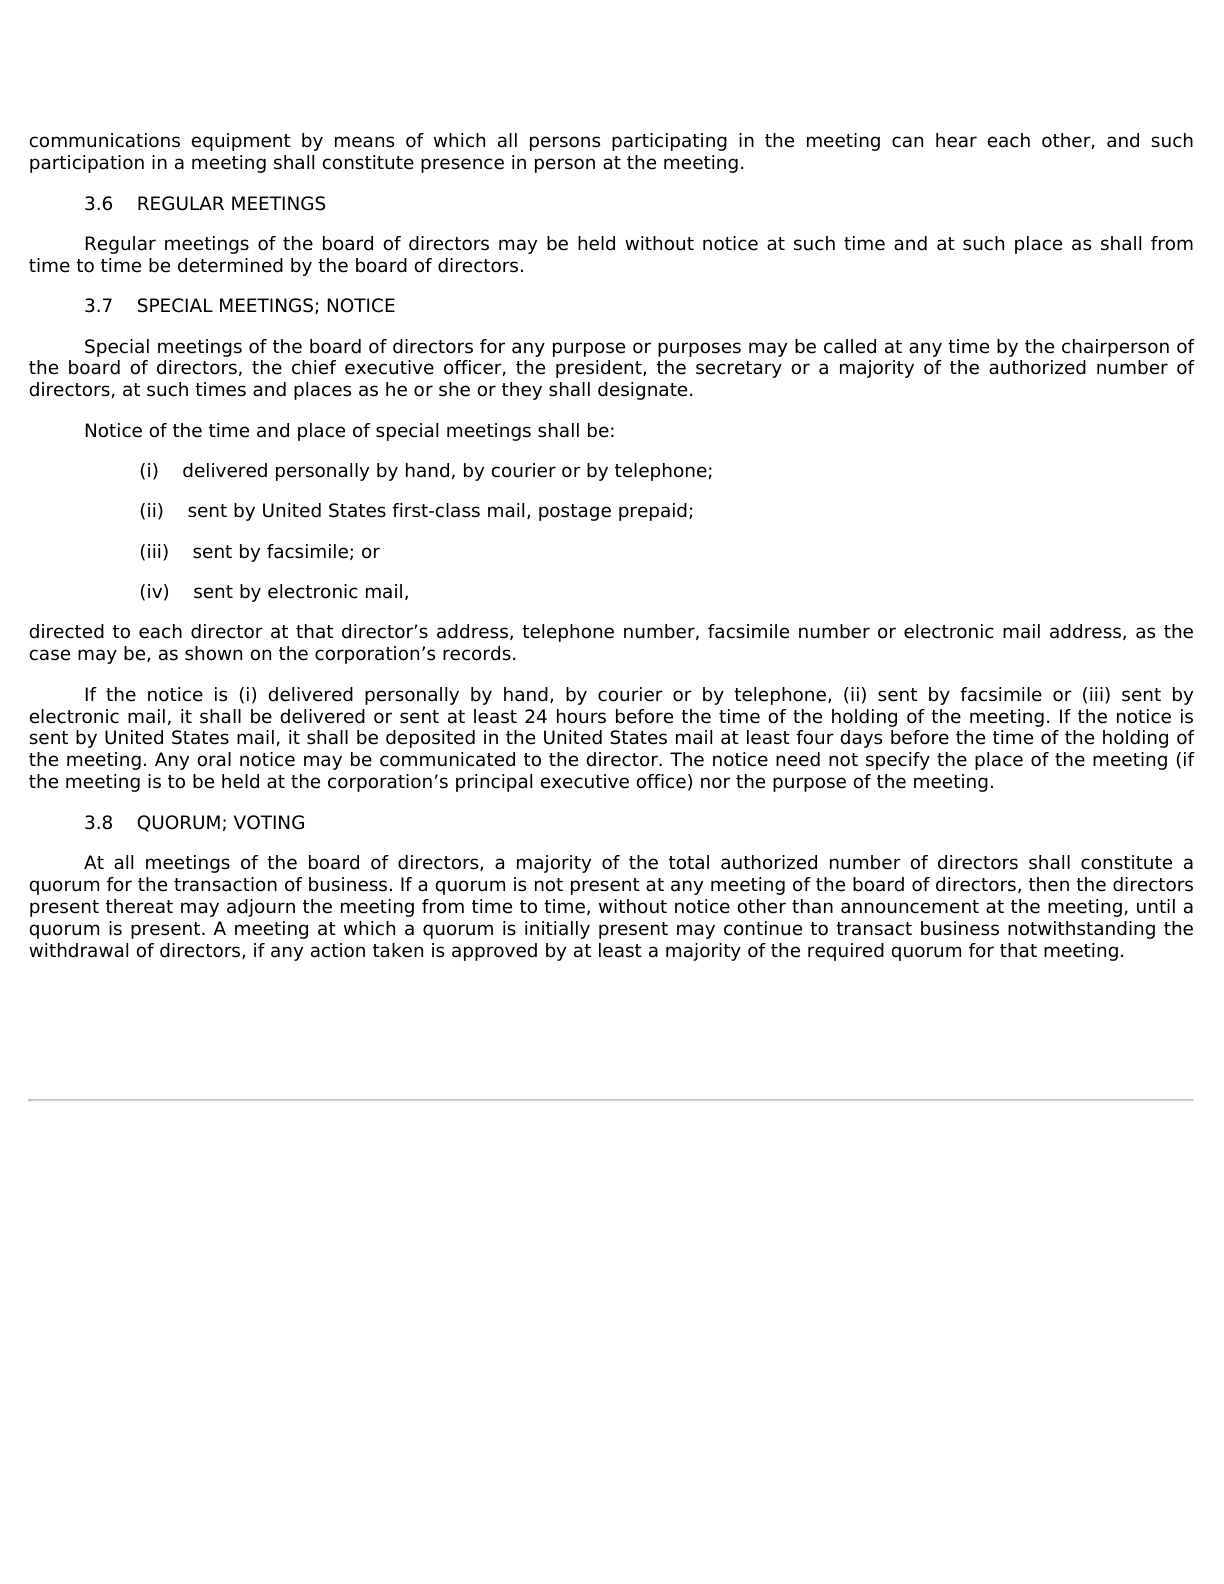 communications equipment by means of which all persons participating in the meeting can hear each other, and such
participation in a meeting shall constitute presence in person at the meeting.
3.6 REGULAR MEETINGS
Regular meetings of the board of directors may be held without notice at such time and at such place as shall from
time to time be determined by the board of directors.
3.7 SPECIAL MEETINGS; NOTICE
Special meetings of the board of directors for any purpose or purposes may be called at any time by the chairperson of
the board of directors, the chief executive officer, the president, the secretary or a majority of the authorized number of
directors, at such times and places as he or she or they shall designate.
Notice of the time and place of special meetings shall be:
(i) delivered personally by hand, by courier or by telephone;
(ii) sent by United States first-class mail, postage prepaid;
(iii) sent by facsimile; or
(iv) sent by electronic mail,
directed to each director at that director’s address, telephone number, facsimile number or electronic mail address, as the
case may be, as shown on the corporation’s records.
If the notice is (i) delivered personally by hand, by courier or by telephone, (ii) sent by facsimile or (iii) sent by
electronic mail, it shall be delivered or sent at least 24 hours before the time of the holding of the meeting. If the notice is
sent by United States mail, it shall be deposited in the United States mail at least four days before the time of the holding of
the meeting. Any oral notice may be communicated to the director. The notice need not specify the place of the meeting (if
the meeting is to be held at the corporation’s principal executive office) nor the purpose of the meeting.
3.8 QUORUM; VOTING
At all meetings of the board of directors, a majority of the total authorized number of directors shall constitute a
quorum for the transaction of business. If a quorum is not present at any meeting of the board of directors, then the directors
present thereat may adjourn the meeting from time to time, without notice other than announcement at the meeting, until a
quorum is present. A meeting at which a quorum is initially present may continue to transact business notwithstanding the
withdrawal of directors, if any action taken is approved by at least a majority of the required quorum for that meeting.